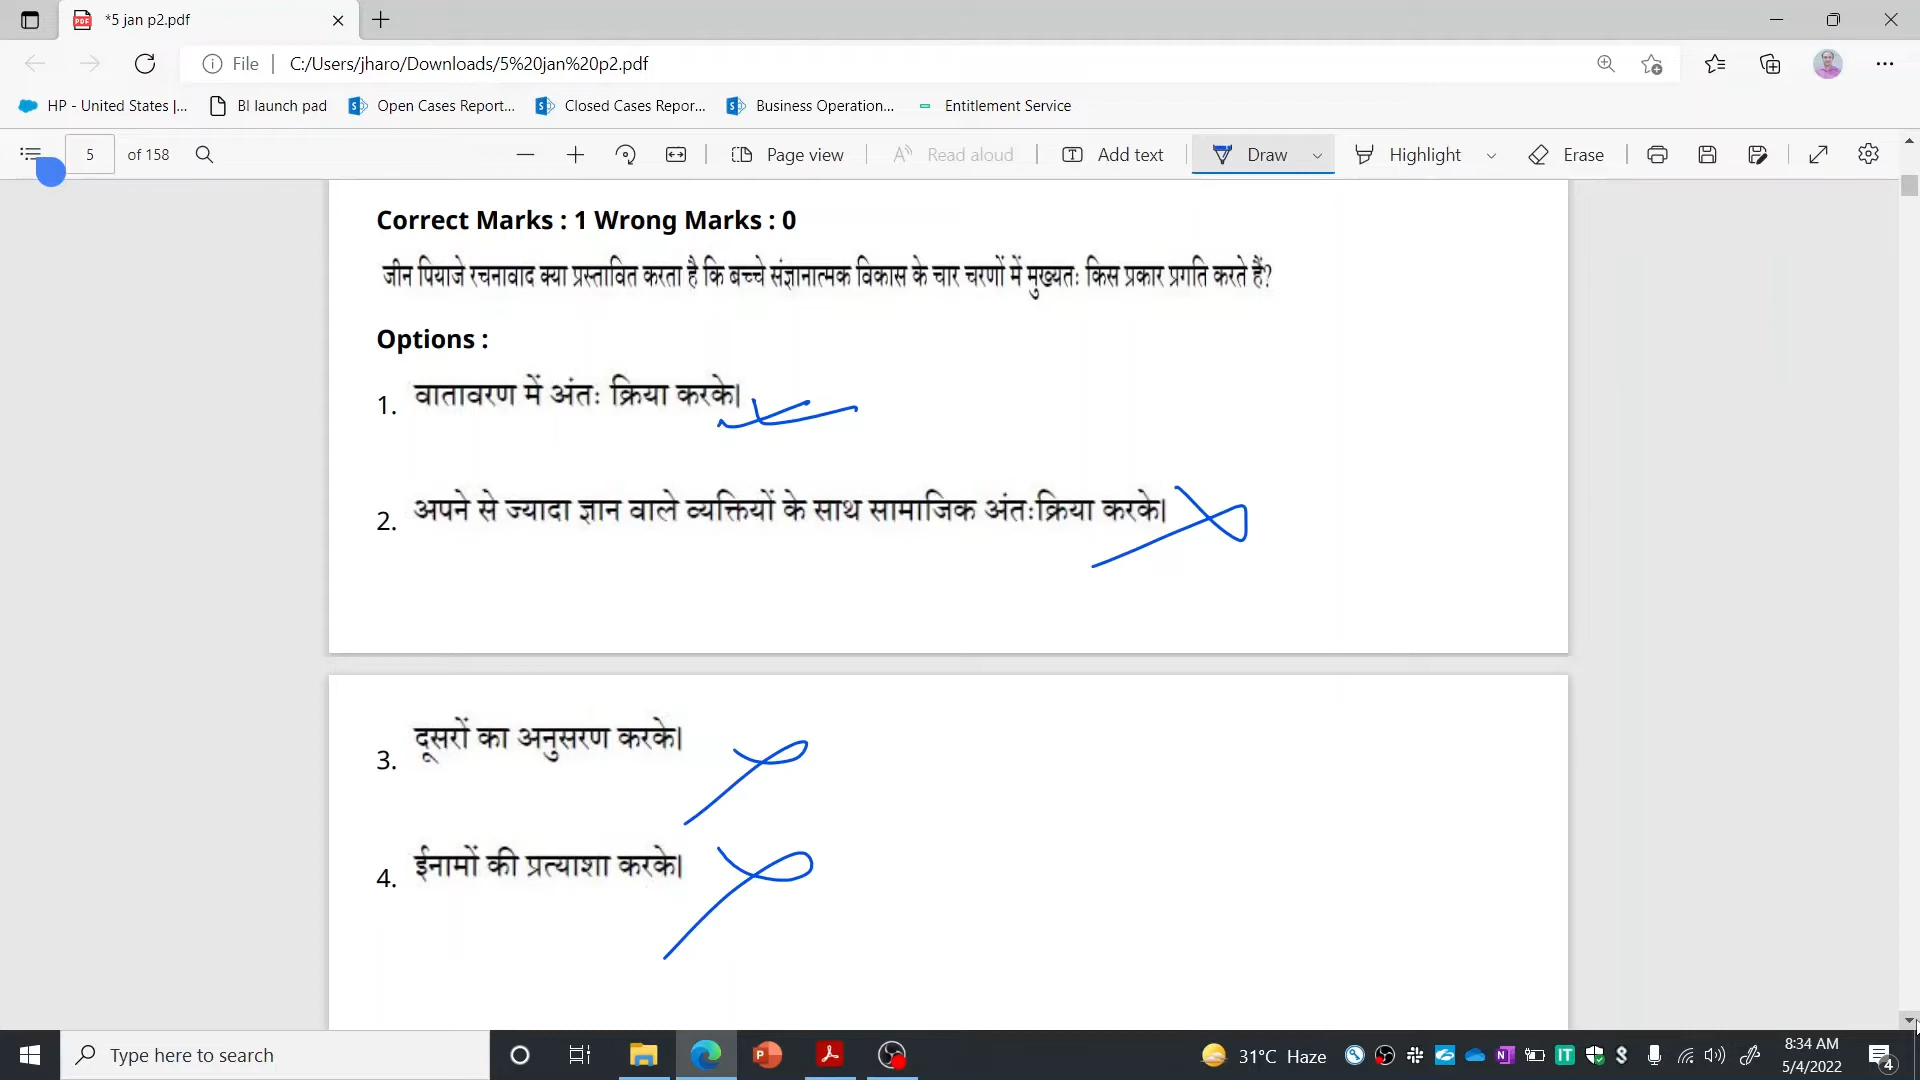 *5 jan p2.pdf
File
C:/Users/jharo/Downloads/5%20jan%20p2.pdf
HP - United States |...
BI launch pad
Open Cases Report...
Closed Cases Repor...
Business Operation...
Entitlement Service
5 of 158
Page view
Read aloud
Add text
Draw
Highlight
Erase
Correct Marks : 1 Wrong Marks : 0
जीन पियाजे रचनावाद क्या प्रस्तावित करता है कि बच्चे संज्ञानात्मक विकास के चार चरणों में मुख्यतः किस प्रकार प्रगति करते हैं?
Options :
1. वातावरण में अंतः क्रिया करके।
2. अपने से ज्यादा ज्ञान वाले व्यक्तियों के साथ सामाजिक अंतःक्रिया करके।
3. दूसरों का अनुसरण करके।
4. ईनामों की प्रत्याशा करके।
Type here to search
31°C Haze
8:34 AM
5/4/2022
4